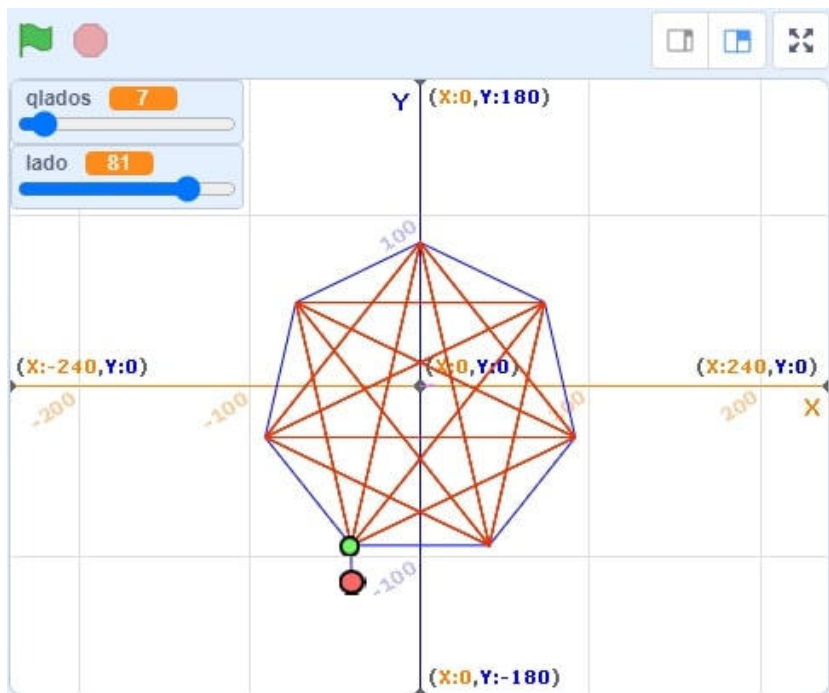 qlados 7
lado 81
Y (X:0,Y:180)
100
(X:-240,Y:0)
(X:0,Y:0)
(X:240,Y:0)
-200
-100
200
X
-100
(X:0,Y:-180)